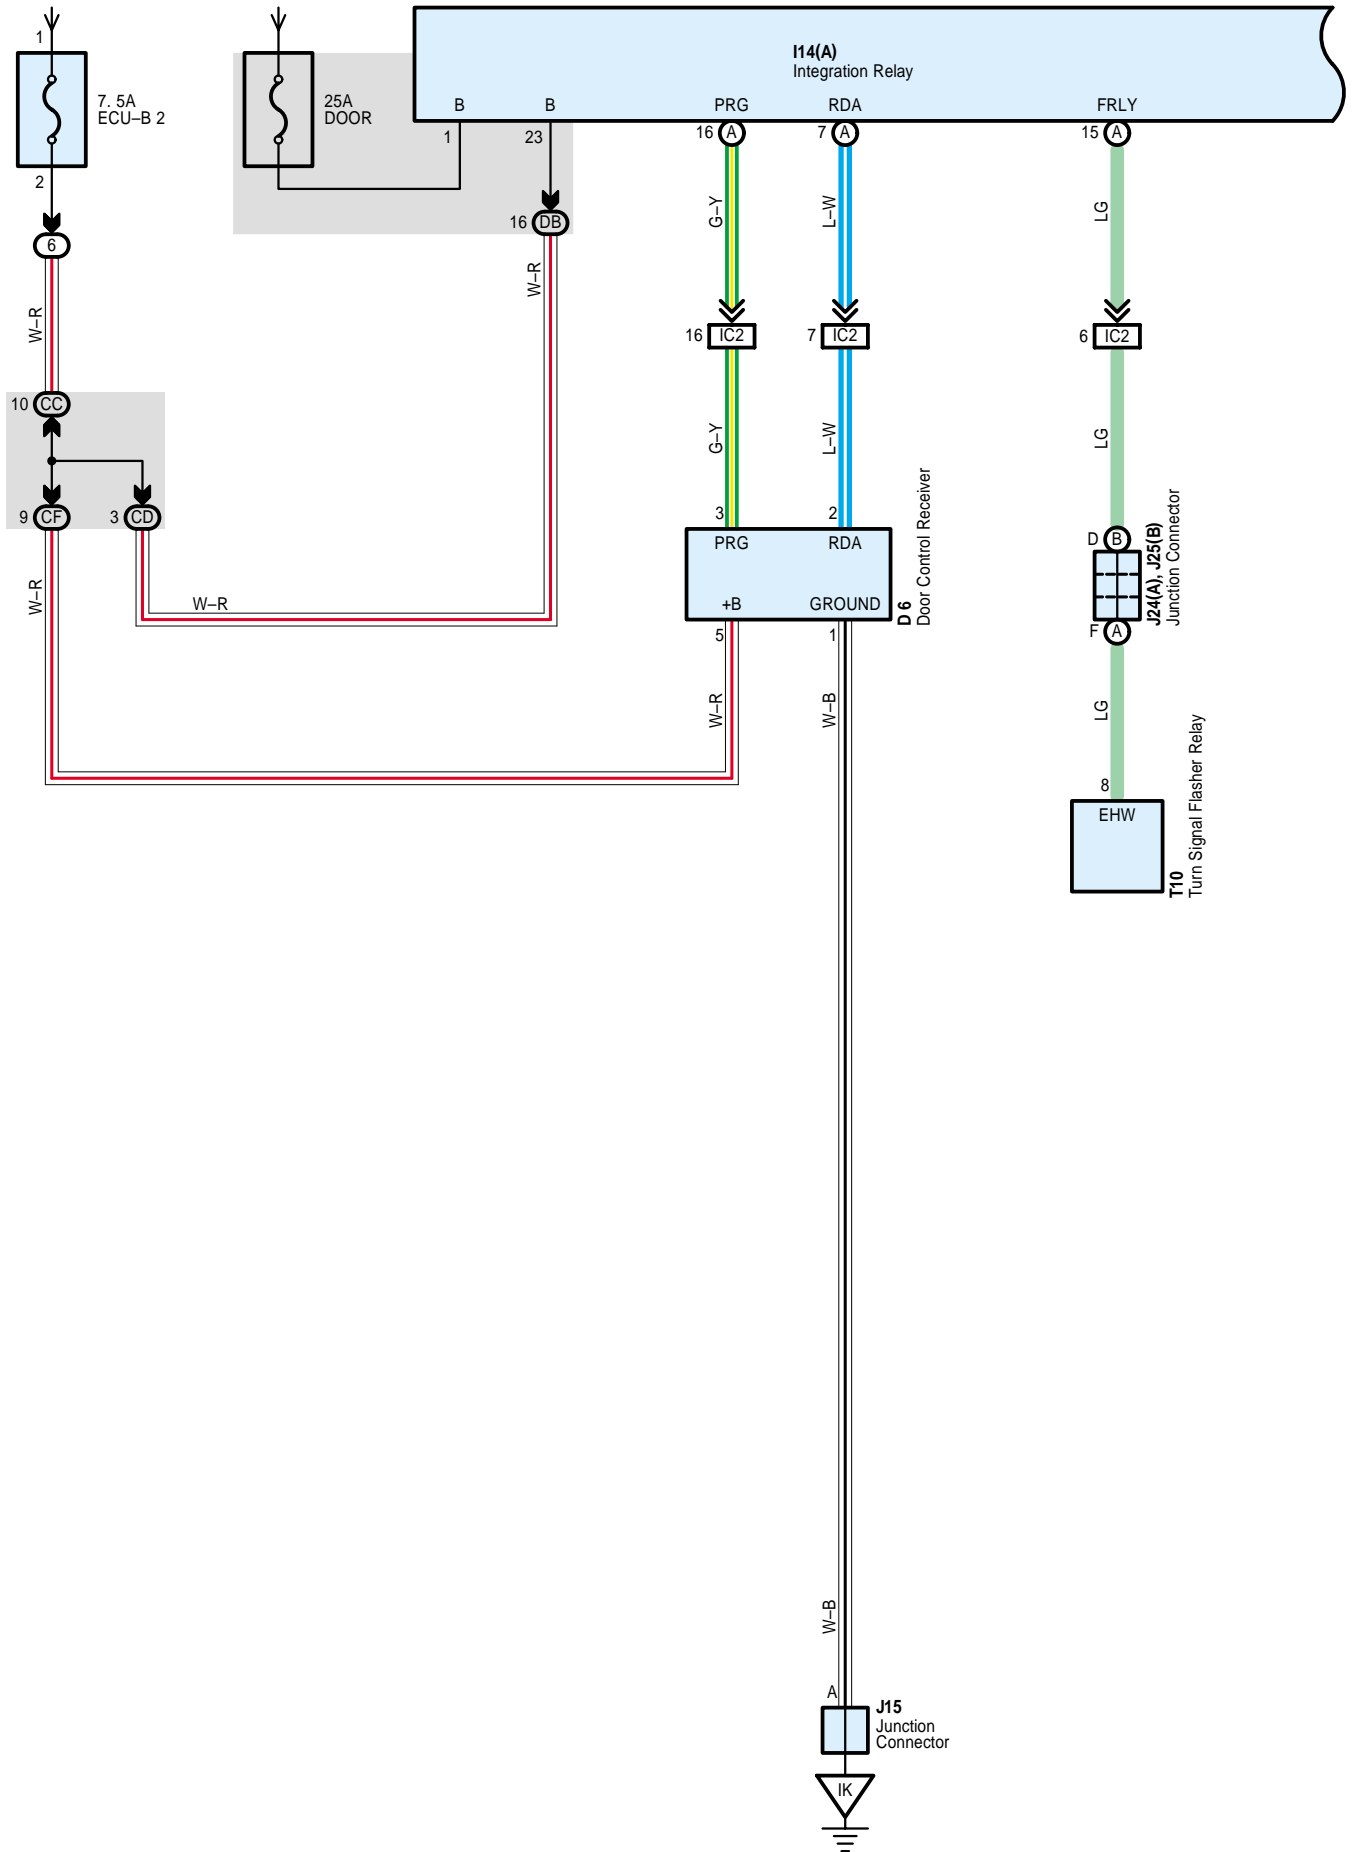 I14(A)
Integration Relay
1
7. 5A
ECU–B 2
25A
DOOR
B
B
PRG
RDA
FRLY
1
23
16
A
7
A
15
A
2
6
16
DB
G–Y
L–W
LG
W–R
W–R
16
IC2
7
IC2
6
IC2
10
CC
G–Y
L–W
LG
9
CF
3
CD
3
2
PRG
RDA
+B
GROUND
D 6
Door Control Receiver
D
B
J24(A), J25(B)
Junction Connector
F
A
W–R
W–R
5
1
W–R
W–B
LG
8
EHW
T10
Turn Signal Flasher Relay
W–B
A
J15
Junction
Connector
IK